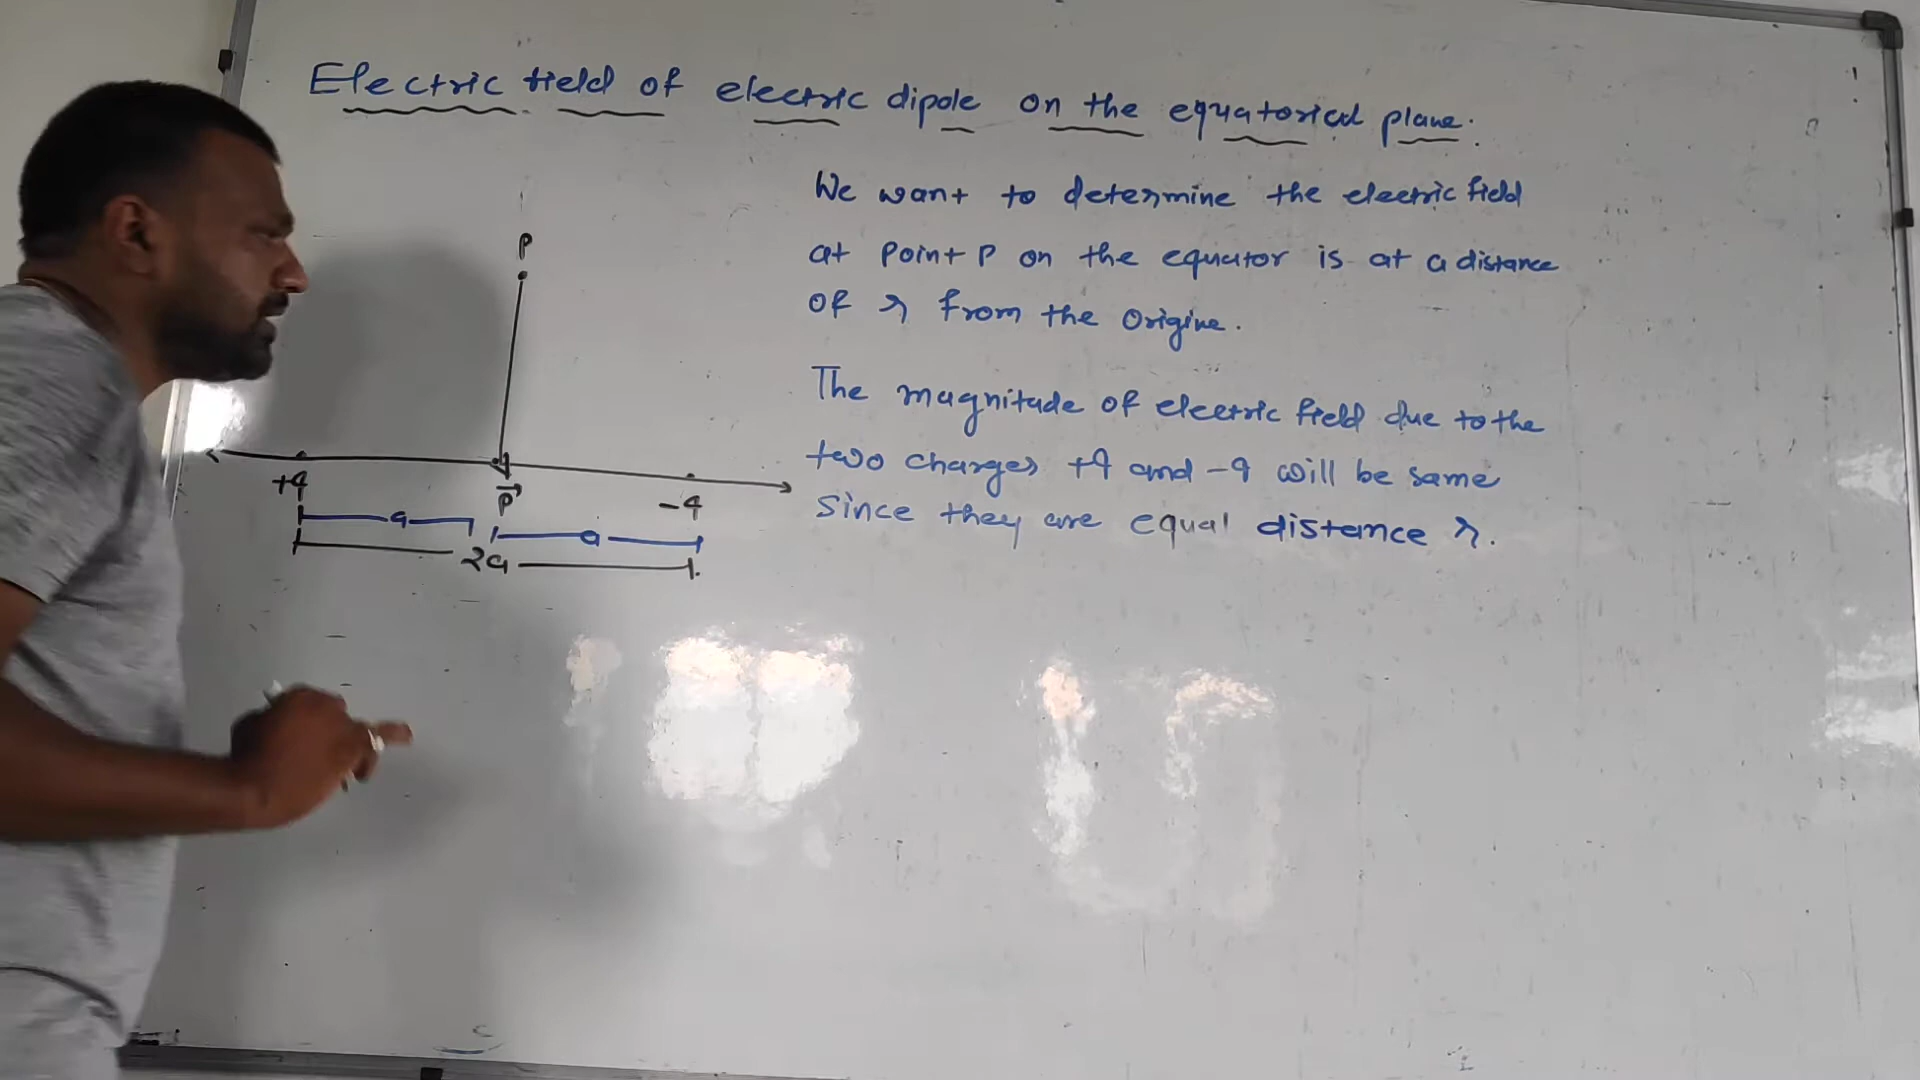 Electric field of electric dipole on the equatorical plane.
We want to determine the electric field
at point P on the equator is at a distance
of r from the origine.
The magnitude of electric field due to the
two charges +q and -q will be same
since they are equal distance r.
P
+q
p⃗
-q
a
a
2a